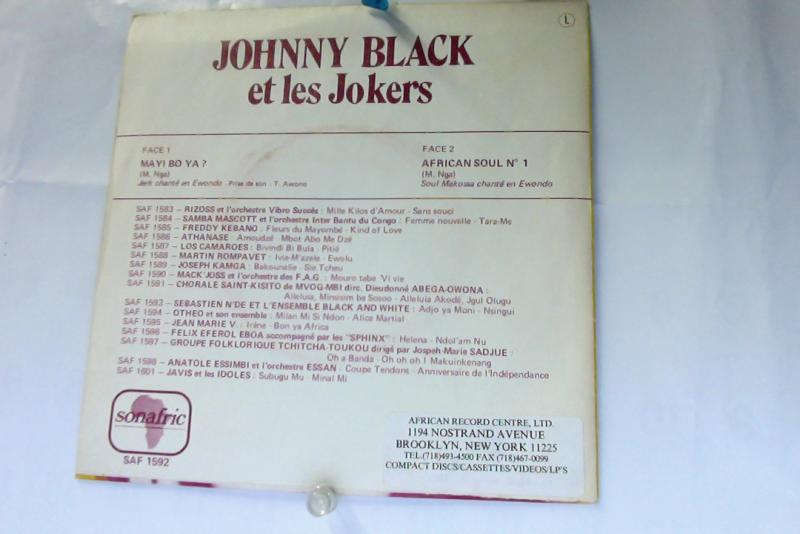 L
JOHNNY BLACK
et les Jokers
FACE 1
MAYI BO YA ?
(M. Nga)
Jerk chanté en Ewondo - Prise de son : T. Awono
FACE 2
AFRICAN SOUL N° 1
(M. Nga)
Soul Makossa chanté en Ewondo
SAF 1583 – RIZOSS et l'orchestre Vibro Succès : Mille Kilos d'Amour - Sans souci
SAF 1584 – SAMBA MASCOTT et l'orchestre Inter Bantu du Congo : Femme nouvelle - Tara-Me
SAF 1585 – FREDDY KEBANO : Fleurs du Mayombé - Kind of Love
SAF 1586 – ATHANASE : Amoudzé - Mbot Abo Me Dzé
SAF 1587 – LOS CAMAROES : Bivindi Bi Bula - Pitié
SAF 1588 – MARTIN ROMPAVET : Ivia-M'azele - Ewolu
SAF 1589 – JOSEPH KAMGA : Bakounelie - Sie Tcheu
SAF 1590 – MACK'JOSS et l'orchestre des F.A.G : Mouro tabe 'Vi vie
SAF 1591 – CHORALE SAINT-KISITO de MVOG-MBI dirc. Dieudonné ABEGA-OWONA :
Alleluia, Minsisim be Sosoo - Alleluia Akodé, Jgul Olugu
SAF 1593 – SEBASTIEN N'DE ET L'ENSEMBLE BLACK AND WHITE : Adjo ya Moni - Nsingui
SAF 1594 – OTHEO et son ensemble : Milan Mi Si Ndon - Alice Martial
SAF 1595 – JEAN MARIE V. : Irène - Bon ya Africa
SAF 1596 – FELIX EFEROL EBOA accompagné par les "SPHINX" : Helena - Ndol'am Nu
SAF 1597 – GROUPE FOLKLORIQUE TCHITCHA-TOUKOU dirigé par Jospeh-Marie SADJUE :
Oh a Banda - Oh oh oh ! Makuinkenang
SAF 1598 – ANATOLE ESSIMBI et l'orchestre ESSAN : Coupe Tendons - Anniversaire de l'Indépendance
SAF 1601 – JAVIS et les IDOLES : Subugu Mu - Minal Mi
sonafric
SAF 1592
AFRICAN RECORD CENTRE, LTD.
1194 NOSTRAND AVENUE
BROOKLYN, NEW YORK 11225
TEL.(718)493-4500 FAX (718)467-0099
COMPACT DISCS/CASSETTES/VIDEOS/LP'S